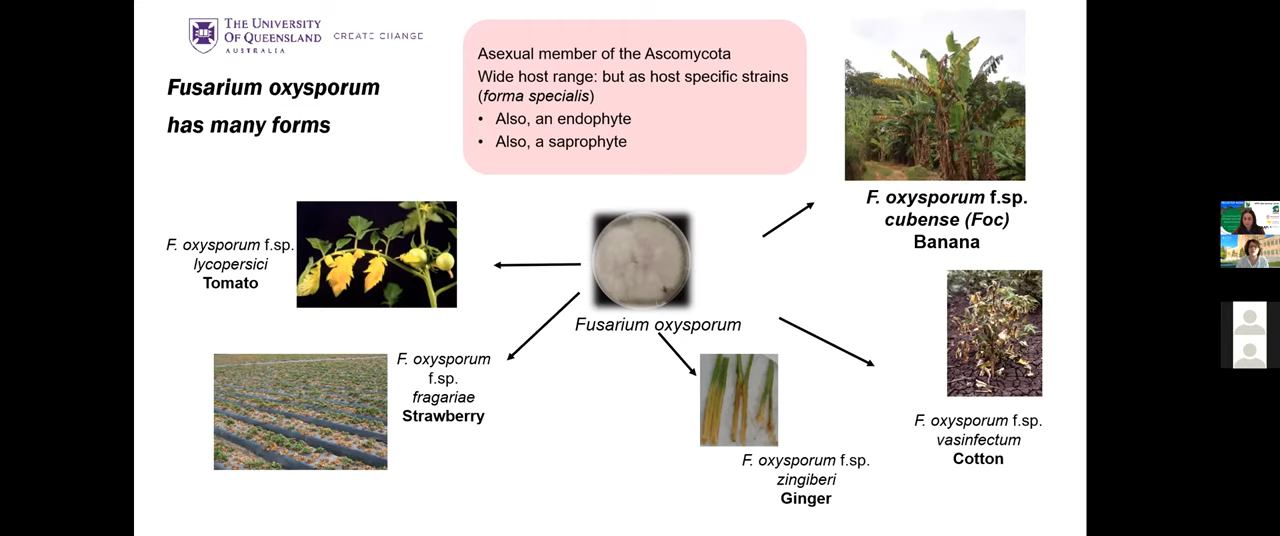 THE UNIVERSITY
OF QUEENSLAND
AUSTRALIA
CREATE CHANGE
Fusarium oxysporum
has many forms
Asexual member of the Ascomycota
Wide host range: but as host specific strains
(forma specialis)
• Also, an endophyte
• Also, a saprophyte
F. oxysporum f.sp.
cubense (Foc)
Banana
F. oxysporum f.sp.
lycopersici
Tomato
Fusarium oxysporum
F. oxysporum
f.sp.
fragariae
Strawberry
F. oxysporum f.sp.
vasinfectum
Cotton
F. oxysporum f.sp.
zingiberi
Ginger